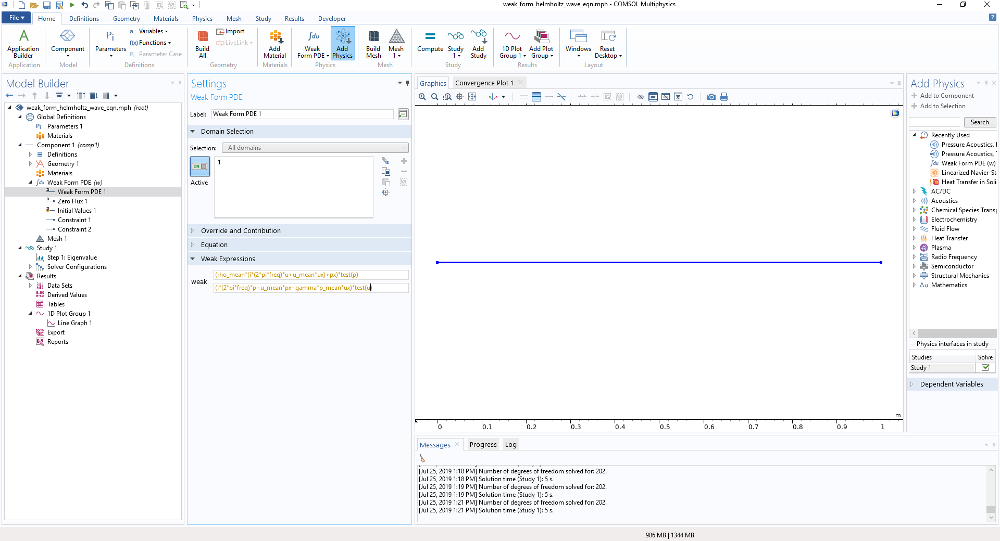 weak_form_helmholtz_wave_eqn.mph - COMSOL Multiphysics
File Home Definitions Geometry Materials Physics Mesh Study Results Developer
Application Builder
Application
Component
Model
Parameters
a= Variables
f(x) Functions
Pi Parameter Case
Definitions
Build All
Import
LiveLink
Geometry
Add Material
Materials
Weak Form PDE
Add Physics
Physics
Build Mesh
Mesh 1
Mesh
Compute
Study 1
Add Study
Study
1D Plot Group 1
Add Plot Group
Results
Windows
Reset Desktop
Layout
Model Builder
weak_form_helmholtz_wave_eqn.mph (root)
Global Definitions
Parameters 1
Materials
Component 1 (comp1)
Definitions
Geometry 1
Materials
Weak Form PDE (w)
Weak Form PDE 1
Zero Flux 1
Initial Values 1
Constraint 1
Constraint 2
Mesh 1
Study 1
Step 1: Eigenvalue
Solver Configurations
Results
Data Sets
Derived Values
Tables
1D Plot Group 1
Line Graph 1
Export
Reports
Settings
Weak Form PDE
Label: Weak Form PDE 1
Domain Selection
Selection: All domains
ON
Active
1
Override and Contribution
Equation
Weak Expressions
weak
(rho_mean*(i*(2*pi*freq)*u+u_mean*ux)+px)*test(p)
(i*(2*pi*freq)*p+u_mean*px+gamma*p_mean*ux)*test(u)
Graphics Convergence Plot 1
m
0 0.1 0.2 0.3 0.4 0.5 0.6 0.7 0.8 0.9 1
Messages Progress Log
[Jul 25, 2019 1:18 PM] Number of degrees of freedom solved for: 202.
[Jul 25, 2019 1:18 PM] Solution time (Study 1): 5 s.
[Jul 25, 2019 1:19 PM] Number of degrees of freedom solved for: 202.
[Jul 25, 2019 1:19 PM] Solution time (Study 1): 5 s.
[Jul 25, 2019 1:21 PM] Number of degrees of freedom solved for: 202.
[Jul 25, 2019 1:21 PM] Solution time (Study 1): 5 s.
Add Physics
Add to Component
Add to Selection
Search
Recently Used
Pressure Acoustics,
Pressure Acoustics,
Weak Form PDE (w)
Linearized Navier-St
Heat Transfer in Soli
AC/DC
Acoustics
Chemical Species Transp
Electrochemistry
Fluid Flow
Heat Transfer
Plasma
Radio Frequency
Semiconductor
Structural Mechanics
Δu Mathematics
Physics interfaces in study
Studies Solve
Study 1
Dependent Variables
986 MB | 1344 MB